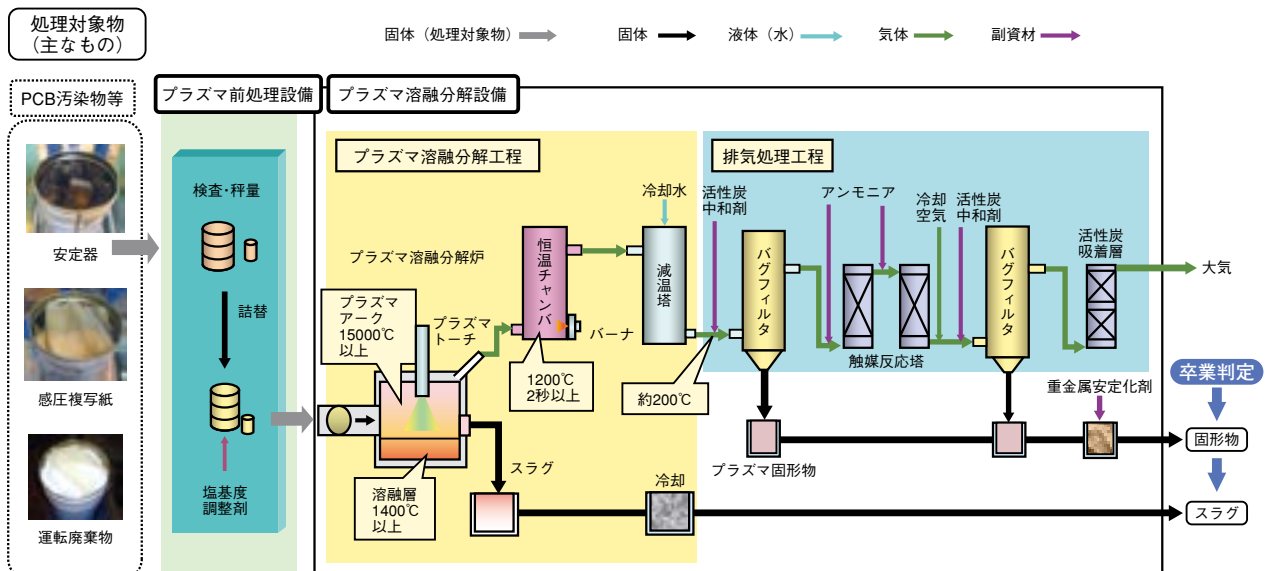 処理対象物
(主なもの)
固体(処理対象物)
固体
液体(水)
気体
副資材
PCB汚染物等
プラズマ前処理設備
プラズマ溶融分解設備
安定器
感圧複写紙
運転廃棄物
検査・秤量
詰替
塩基度
調整剤
プラズマ溶融分解工程
プラズマ溶融分解炉
プラズマ
アーク
15000℃
以上
プラズマ
トーチ
溶融層
1400℃
以上
恒温チャンバ
バーナ
1200℃
2秒以上
冷却水
減温塔
約200℃
スラグ
冷却
排気処理工程
活性炭
中和剤
バグフィルタ
アンモニア
触媒反応塔
冷却
空気
活性炭
中和剤
バグフィルタ
活性炭
吸着層
大気
プラズマ固形物
重金属安定化剤
卒業判定
固形物
スラグ